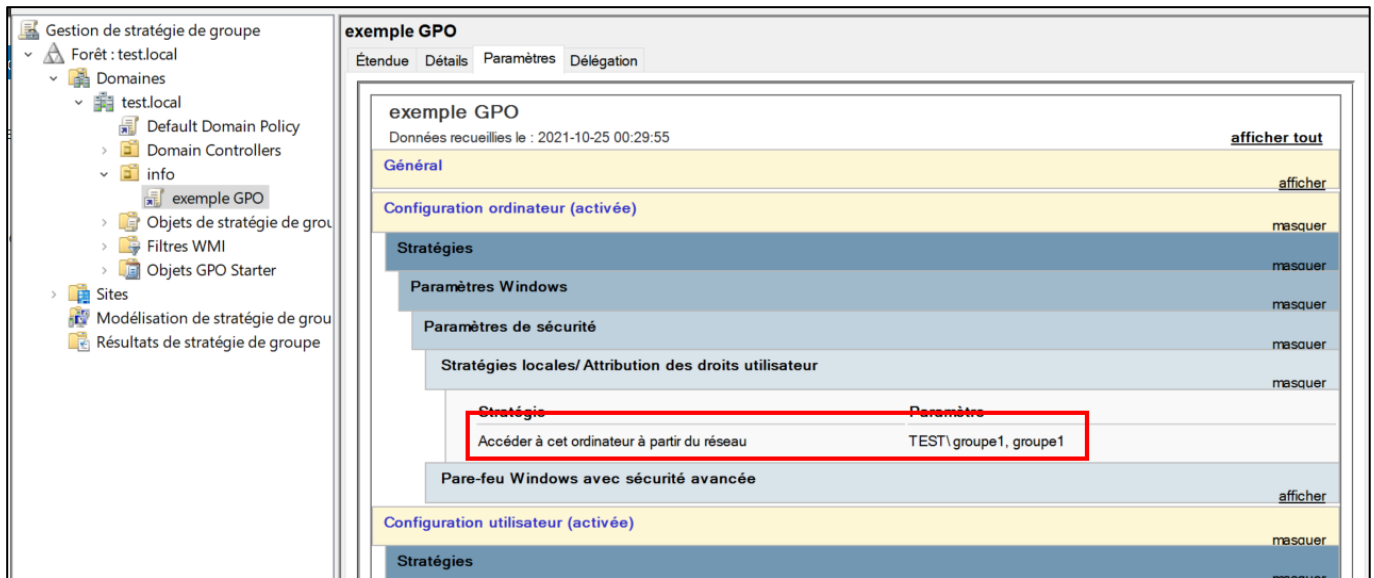 Gestion de stratégie de groupe
Forêt : test.local
Domaines
test.local
Default Domain Policy
Domain Controllers
info
exemple GPO
Objets de stratégie de grou
Filtres WMI
Objets GPO Starter
Sites
Modélisation de stratégie de grou
Résultats de stratégie de groupe
exemple GPO
Étendue Détails Paramètres Délégation
exemple GPO
Données recueillies le : 2021-10-25 00:29:55 afficher tout
Général
afficher
Configuration ordinateur (activée)
masquer
Stratégies
masquer
Paramètres Windows
masquer
Paramètres de sécurité
masquer
Stratégies locales/Attribution des droits utilisateur
masquer
Stratégie Paramètre
Accéder à cet ordinateur à partir du réseau TEST\groupe1, groupe1
Pare-feu Windows avec sécurité avancée
afficher
Configuration utilisateur (activée)
masquer
Stratégies
masquer